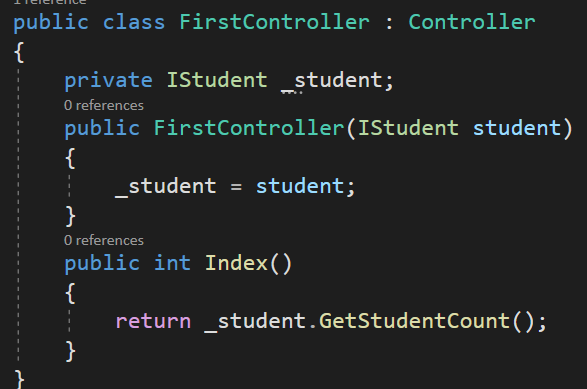 1 reference
public class FirstController : Controller
{
private IStudent _student;
0 references
public FirstController(IStudent student)
{
_student = student;
}
0 references
public int Index()
{
return _student.GetStudentCount();
}
}